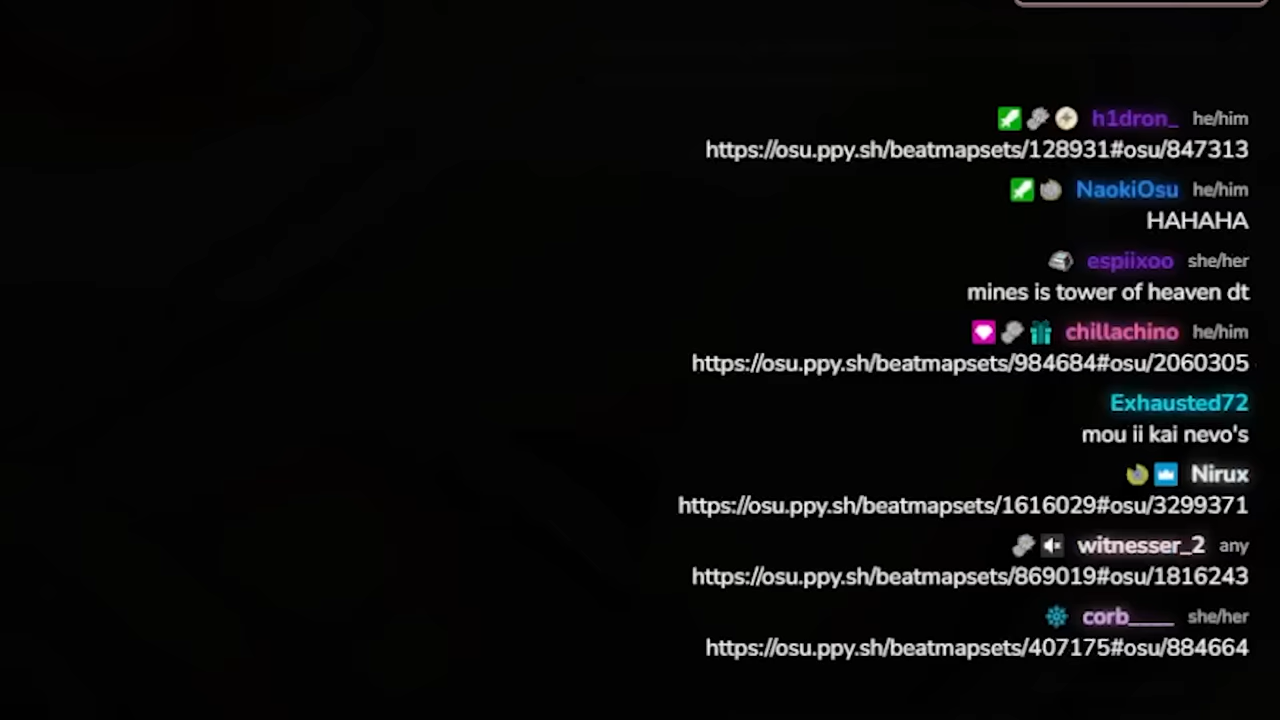 h1dron_ he/him
https://osu.ppy.sh/beatmapsets/128931#osu/847313
NaokiOsu he/him
HAHAHA
espiixoo she/her
mines is tower of heaven dt
chillachino he/him
https://osu.ppy.sh/beatmapsets/984684#osu/2060305
Exhausted72
mou ii kai nevo's
Nirux
https://osu.ppy.sh/beatmapsets/1616029#osu/3299371
witnesser_2 any
https://osu.ppy.sh/beatmapsets/869019#osu/1816243
corb____ she/her
https://osu.ppy.sh/beatmapsets/407175#osu/884664